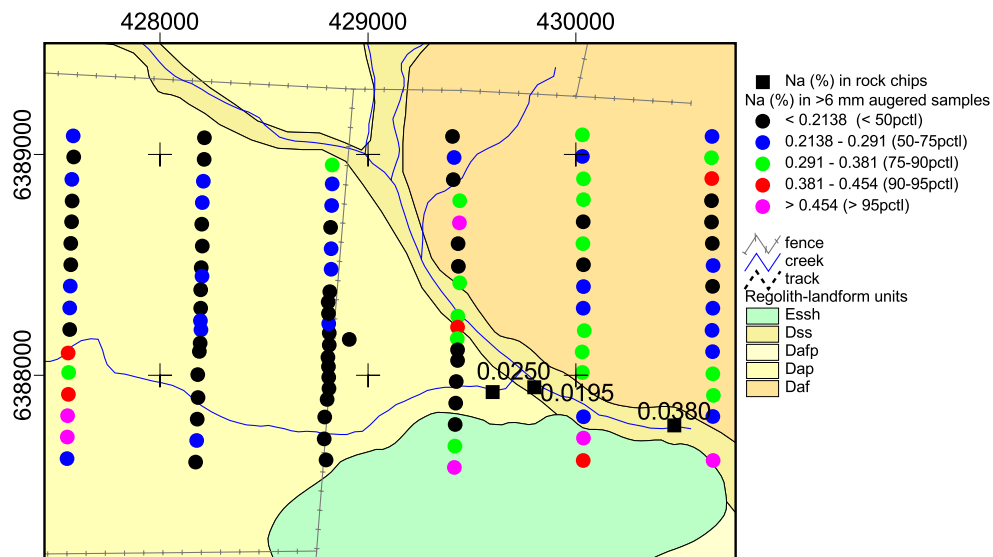 428000 429000 430000
6389000
6388000
0.0250
0.0195
0.0380
Na (%) in rock chips
Na (%) in >6 mm augered samples
< 0.2138 (< 50pctl)
0.2138 - 0.291 (50-75pctl)
0.291 - 0.381 (75-90pctl)
0.381 - 0.454 (90-95pctl)
> 0.454 (> 95pctl)
fence
creek
track
Regolith-landform units
Essh
Dss
Dafp
Dap
Daf